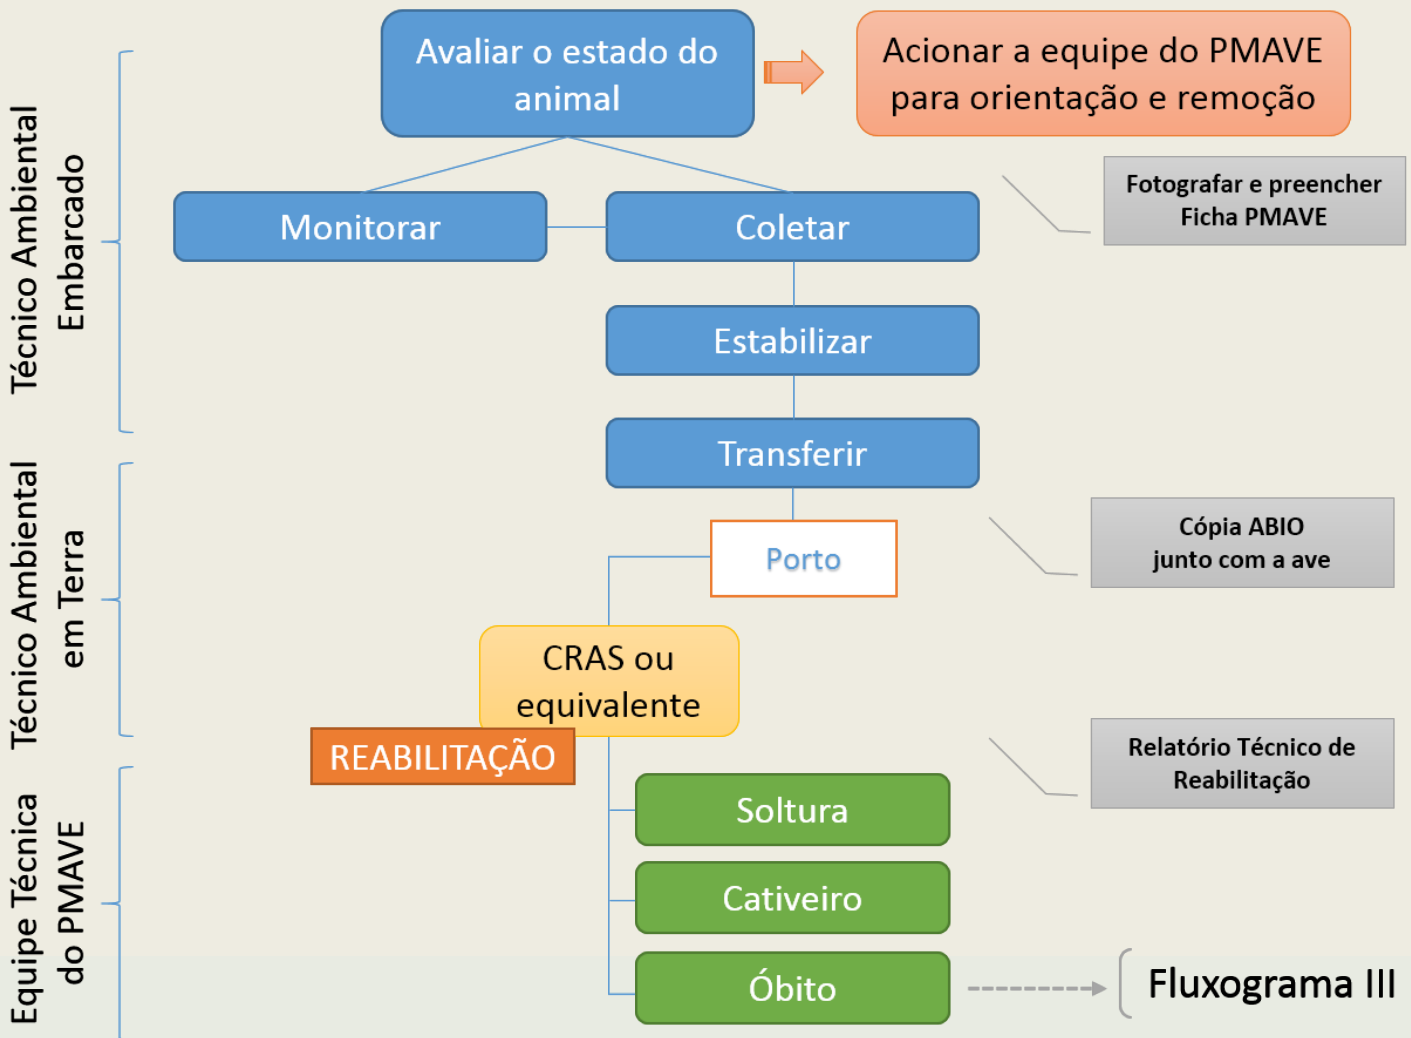 Avaliar o estado do
animal
Acionar a equipe do PMAVE
para orientação e remoção
Técnico Ambiental
Embarcado
Fotografar e preencher
Ficha PMAVE
Monitorar
Coletar
Estabilizar
Transferir
Técnico Ambiental
em Terra
Cópia ABIO
junto com a ave
Porto
CRAS ou
equivalente
REABILITAÇÃO
Relatório Técnico de
Reabilitação
Equipe Técnica
do PMAVE
Soltura
Cativeiro
Óbito
Fluxograma III